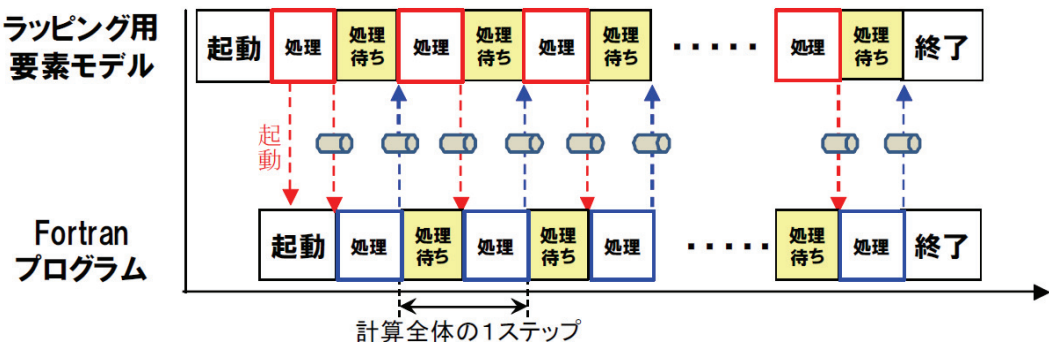 ラッピング用
要素モデル
起動
処理
処理
待ち
処理
処理
待ち
処理
処理
待ち
・・・・・
処理
処理
待ち
終了
起動
Fortran
プログラム
起動
処理
処理
待ち
処理
処理
待ち
処理
・・・・・
処理
待ち
処理
終了
計算全体の1ステップ